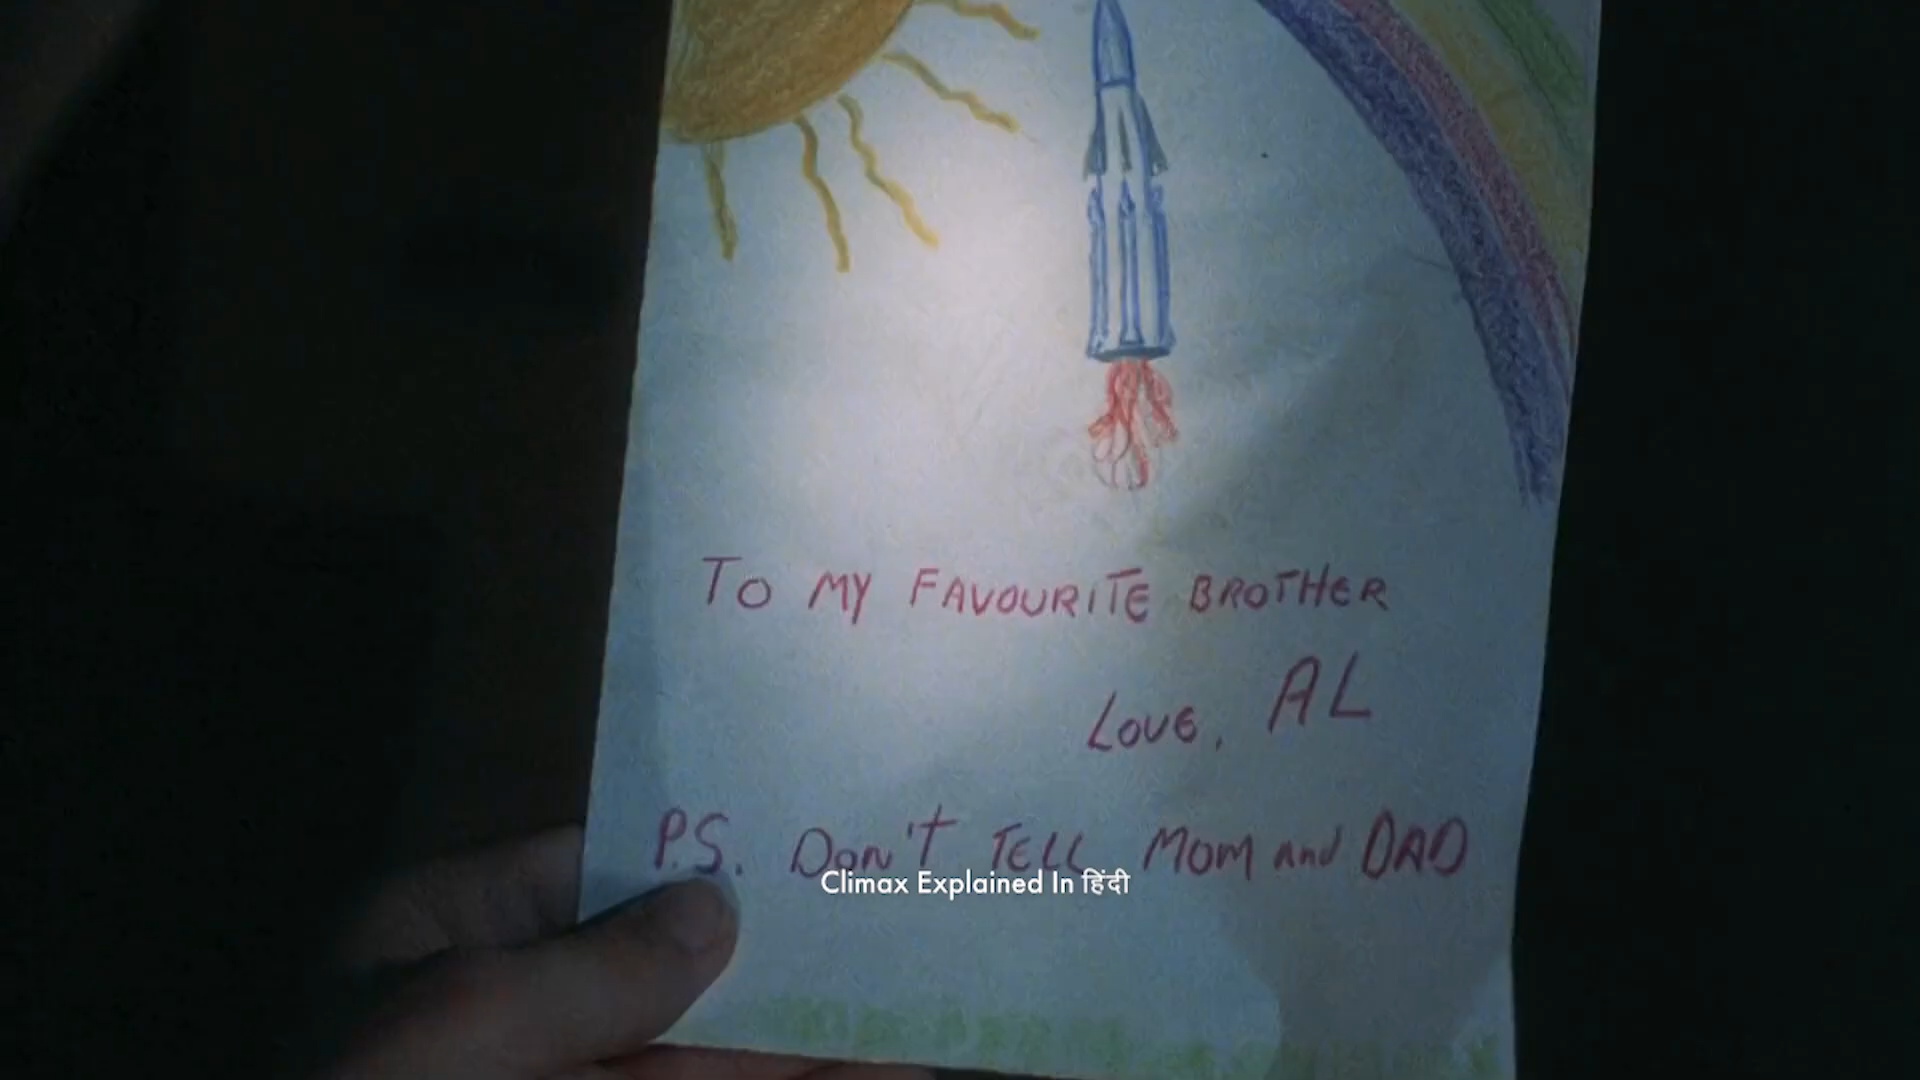 TO MY FAVOURITE BROTHER
LOVE, AL
P.S. DON'T TELL MOM and DAD
Climax Explained In हिंदी